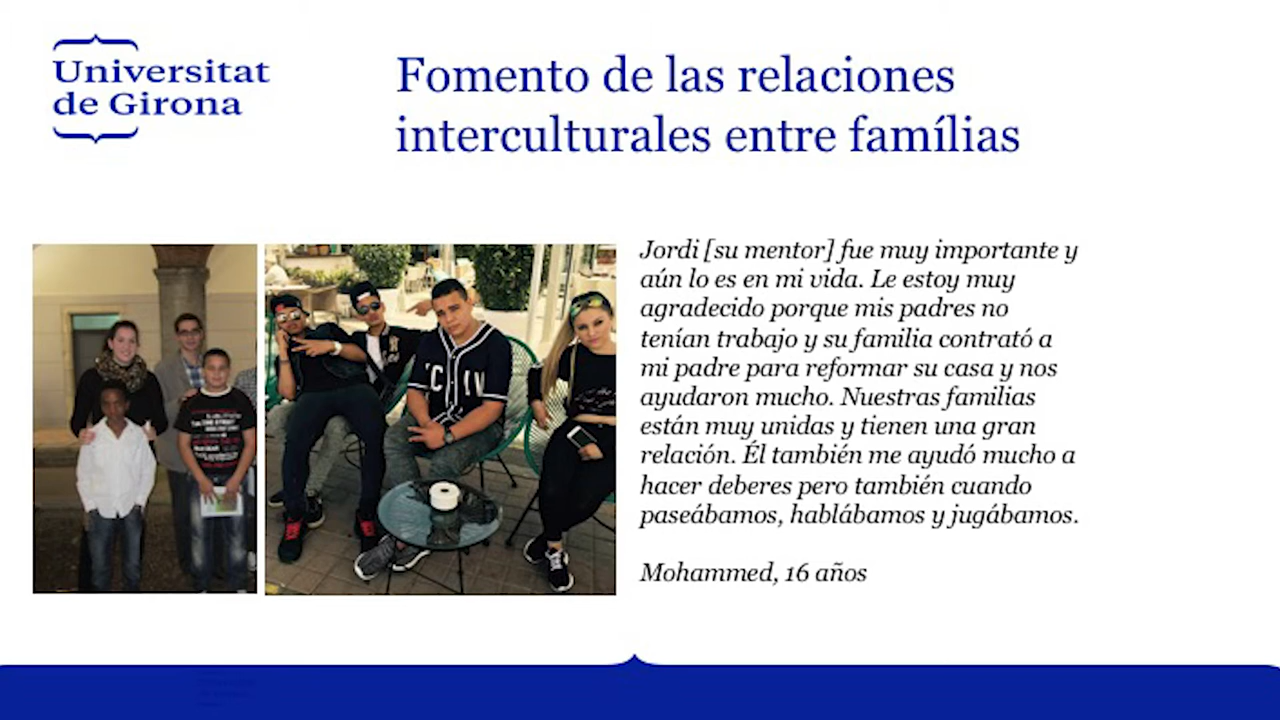 Universitat
de Girona
Fomento de las relaciones
interculturales entre famílias
Jordi [su mentor] fue muy importante y
aún lo es en mi vida. Le estoy muy
agradecido porque mis padres no
tenían trabajo y su familia contrató a
mi padre para reformar su casa y nos
ayudaron mucho. Nuestras familias
están muy unidas y tienen una gran
relación. Él también me ayudó mucho a
hacer deberes pero también cuando
paseábamos, hablábamos y jugábamos.
Mohammed, 16 años